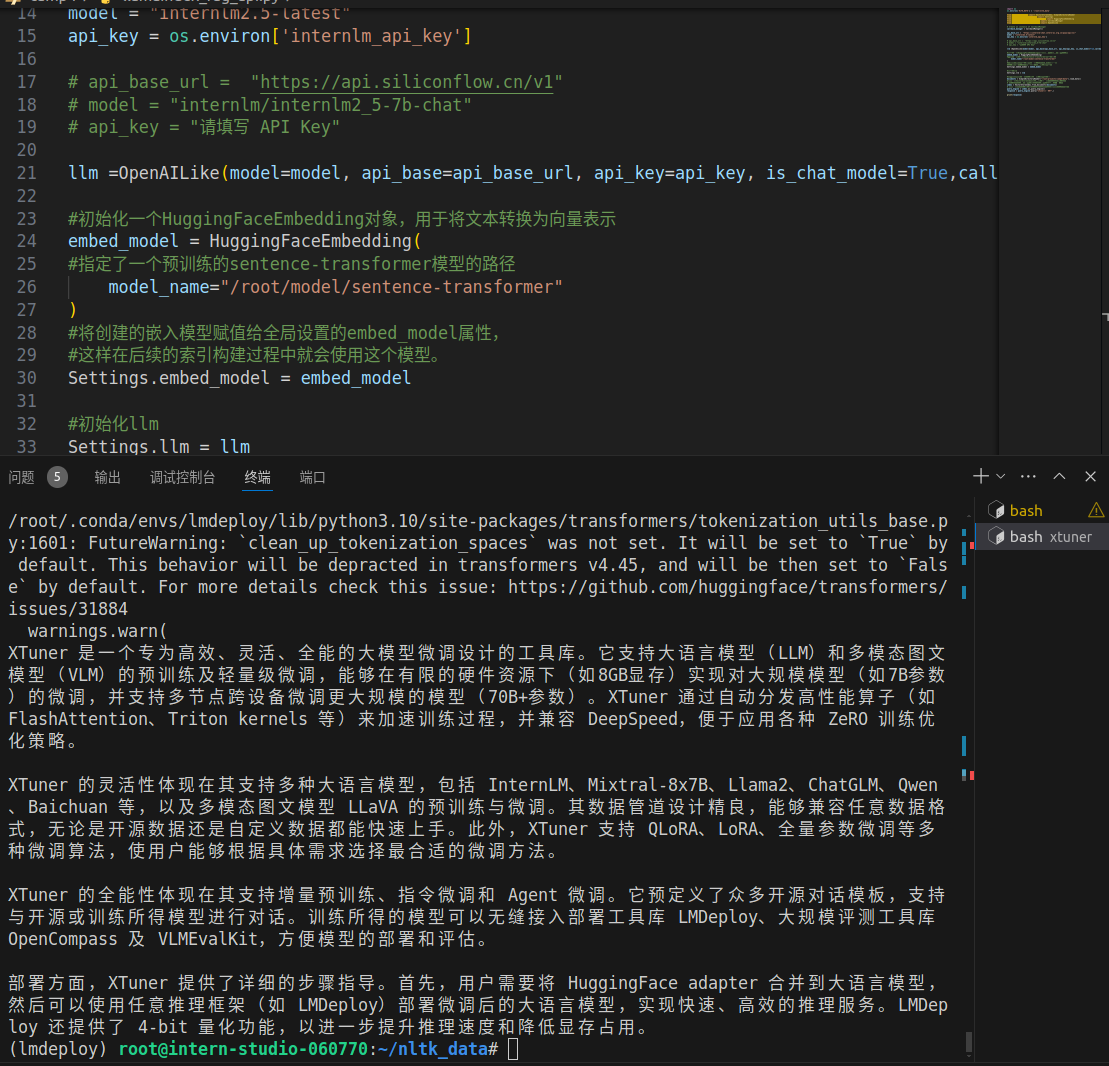 14 model = "internlm2.5-latest"
15 api_key = os.environ['internlm_api_key']
16
17 # api_base_url =  "https://api.siliconflow.cn/v1"
18 # model = "internlm/internlm2_5-7b-chat"
19 # api_key = "请填写 API Key"
20
21 llm =OpenAILike(model=model, api_base=api_base_url, api_key=api_key, is_chat_model=True,call
22
23 #初始化一个HuggingFaceEmbedding对象，用于将文本转换为向量表示
24 embed_model = HuggingFaceEmbedding(
25 #指定了一个预训练的sentence-transformer模型的路径
26     model_name="/root/model/sentence-transformer"
27 )
28 #将创建的嵌入模型赋值给全局设置的embed_model属性，
29 #这样在后续的索引构建过程中就会使用这个模型。
30 Settings.embed_model = embed_model
31
32 #初始化llm
33 Settings.llm = llm
问题 5 输出 调试控制台 终端 端口
bash
bash xtuner
/root/.conda/envs/lmdeploy/lib/python3.10/site-packages/transformers/tokenization_utils_base.p
y:1601: FutureWarning: `clean_up_tokenization_spaces` was not set. It will be set to `True` by
 default. This behavior will be depracted in transformers v4.45, and will be then set to `Fals
e` by default. For more details check this issue: https://github.com/huggingface/transformers/
issues/31884
  warnings.warn(
XTuner 是一个专为高效、灵活、全能的大模型微调设计的工具库。它支持大语言模型（LLM）和多模态图文
模型（VLM）的预训练及轻量级微调，能够在有限的硬件资源下（如8GB显存）实现对大规模模型（如7B参数
）的微调，并支持多节点跨设备微调更大规模的模型（70B+参数）。XTuner 通过自动分发高性能算子（如
FlashAttention、Triton kernels 等）来加速训练过程，并兼容 DeepSpeed，便于应用各种 ZeRO 训练优
化策略。

XTuner 的灵活性体现在其支持多种大语言模型，包括 InternLM、Mixtral-8x7B、Llama2、ChatGLM、Qwen
、Baichuan 等，以及多模态图文模型 LLaVA 的预训练与微调。其数据管道设计精良，能够兼容任意数据格
式，无论是开源数据还是自定义数据都能快速上手。此外，XTuner 支持 QLoRA、LoRA、全量参数微调等多
种微调算法，使用户能够根据具体需求选择最合适的微调方法。

XTuner 的全能性体现在其支持增量预训练、指令微调和 Agent 微调。它预定义了众多开源对话模板，支持
与开源或训练所得模型进行对话。训练所得的模型可以无缝接入部署工具库 LMDeploy、大规模评测工具库
OpenCompass 及 VLMEvalKit，方便模型的部署和评估。

部署方面，XTuner 提供了详细的步骤指导。首先，用户需要将 HuggingFace adapter 合并到大语言模型，
然后可以使用任意推理框架（如 LMDeploy）部署微调后的大语言模型，实现快速、高效的推理服务。LMDep
loy 还提供了 4-bit 量化功能，以进一步提升推理速度和降低显存占用。
(lmdeploy) root@intern-studio-060770:~/nltk_data#